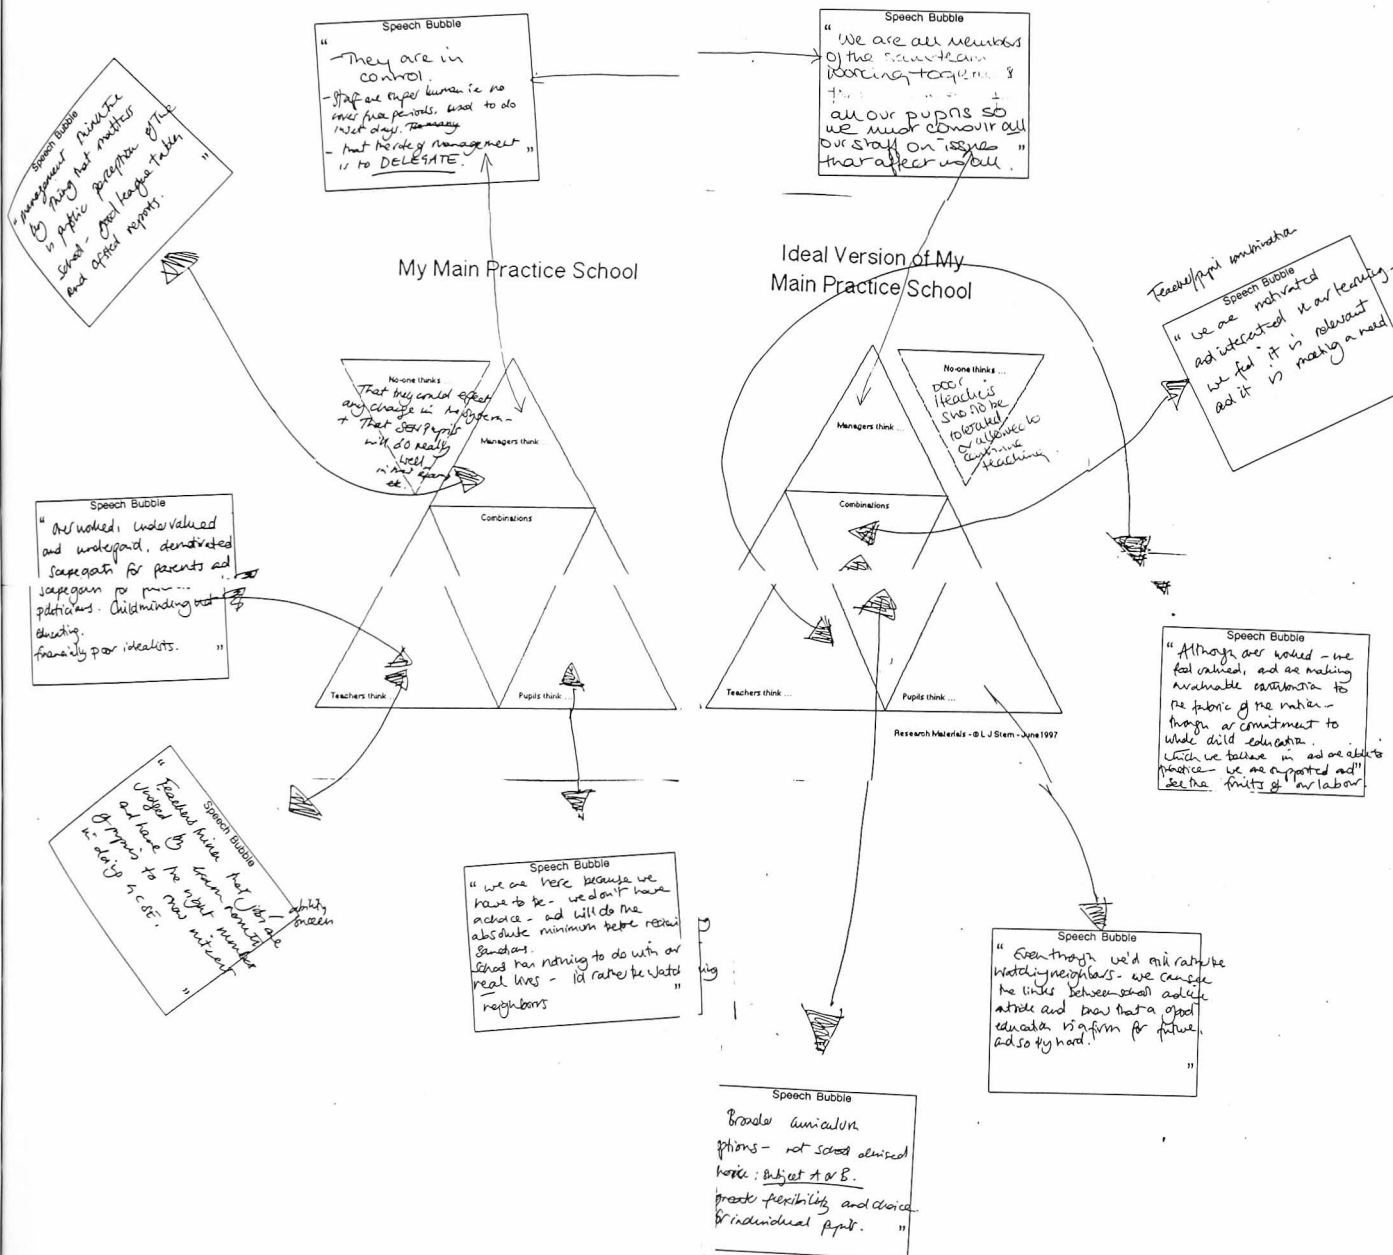 Speech Bubble
“
-They are in
control.
- Staff are super human ie no
free periods, used to do
inset days.
- that the role of management
is to DELEGATE.
”
Speech Bubble
“We are all members
of the same team
working together &
all our pupils so
we must consult all
our staff on issues
that affect us all.
”
Speech Bubble
“management think the
thing that matters
is public perception of the
school - good league tables
and ofsted reports.
”
My Main Practice School
Ideal Version of My
Main Practice School
Teacher/pupil combination
Speech Bubble
“we are motivated
and interested in our learning -
we feel it is relevant
and it is meeting a need
No-one thinks
That they could effect
any change in the system -
+ That SEN Pupils
will do really
well
in their exams
etc.
Managers think ...
Combinations
Teachers think ...
Pupils think ...
Managers think ...
No-one thinks ...
poor
teachers
should be
tolerated
or allowed to
continue
teaching.
Combinations
Teachers think ...
Pupils think ...
Research Materials - © L J Stern - June 1997
Speech Bubble
“overworked, undervalued
and underpaid, demotivated
scapegoats for parents and
scapegoats for
politicians. Childminding not
educating.
financially poor idealists.
”
Speech Bubble
“Although over worked - we
feel valued, and are making
invaluable contribution to
the fabric of the nation -
through our commitment to
whole child education.
which we believe in and are able to
practice - we are supported and
see the fruits of our labour.
”
Speech Bubble
“
Teachers think that jobs are
judged by exam results
and have the right number
of pupils
in doing GCSE.
”
ability
Speech Bubble
“we are here because we
have to be - we don't have
a choice - and will do the
absolute minimum before
sanctions.
School has nothing to do with our
real lives - I'd rather be watching
neighbors
”
Speech Bubble
“Even though we'd still rather be
watching neighbors - we can see
the links between school and life
outside and know that a good
education is a firm for future.
and so try hard.
”
Speech Bubble
Broader curriculum
options - not school devised
choice: Subject A or B.
flexibility and choice
for individual pupils.
”